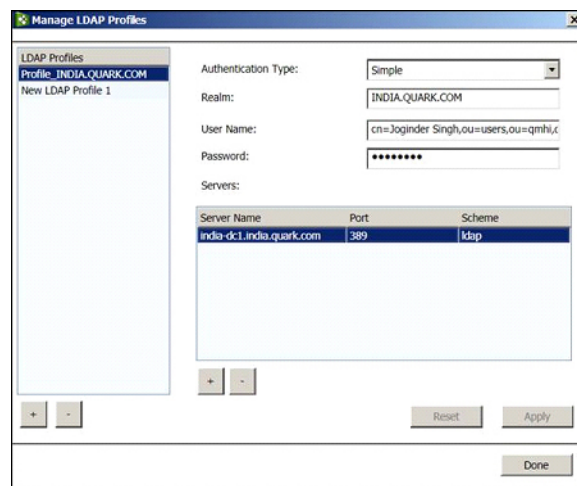 Manage LDAP Profiles
LDAP Profiles
Profile_INDIA.QUARK.COM
New LDAP Profile 1
Authentication Type:
Simple
Realm:
INDIA.QUARK.COM
User Name:
cn=Joginder Singh,ou=users,ou=qmhi,c
Password:
••••••••
Servers:
Server Name Port Scheme
india-dc1.india.quark.com 389 ldap
+ -
+ -
Reset Apply
Done